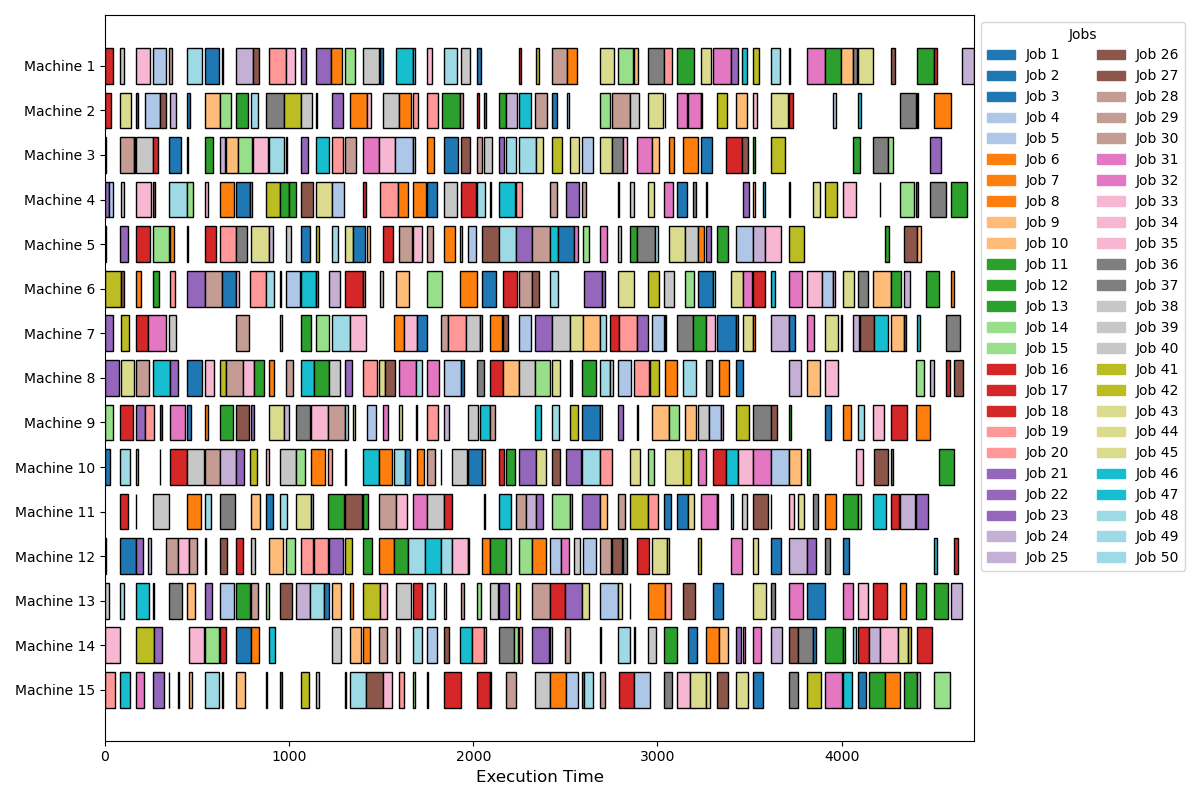 Machine 1
Machine 2
Machine 3
Machine 4
Machine 5
Machine 6
Machine 7
Machine 8
Machine 9
Machine 10
Machine 11
Machine 12
Machine 13
Machine 14
Machine 15
0 1000 2000 3000 4000
Execution Time
Jobs
Job 1 Job 26
Job 2 Job 27
Job 3 Job 28
Job 4 Job 29
Job 5 Job 30
Job 6 Job 31
Job 7 Job 32
Job 8 Job 33
Job 9 Job 34
Job 10 Job 35
Job 11 Job 36
Job 12 Job 37
Job 13 Job 38
Job 14 Job 39
Job 15 Job 40
Job 16 Job 41
Job 17 Job 42
Job 18 Job 43
Job 19 Job 44
Job 20 Job 45
Job 21 Job 46
Job 22 Job 47
Job 23 Job 48
Job 24 Job 49
Job 25 Job 50